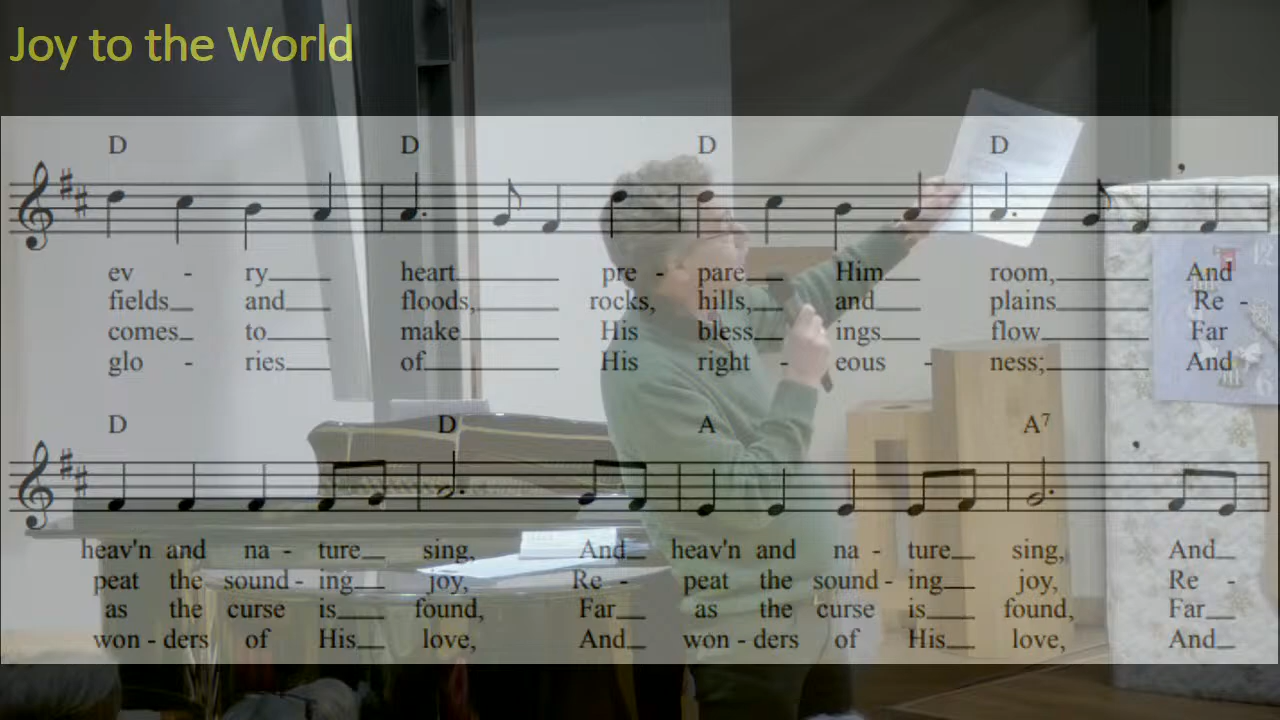 Joy to the World
D D D D
ev - ry heart pre - pare Him room, And
fields and floods, rocks, hills, and plains Re -
comes to make His bless ings flow Far
glo - ries of His right - eous - ness; And
D D A A7
heav'n and na - ture sing, And heav'n and na - ture sing, And
peat the sound - ing joy, Re - peat the sound - ing joy, Re -
as the curse is found, Far as the curse is found, Far
won - ders of His love, And won - ders of His love, And
12
6